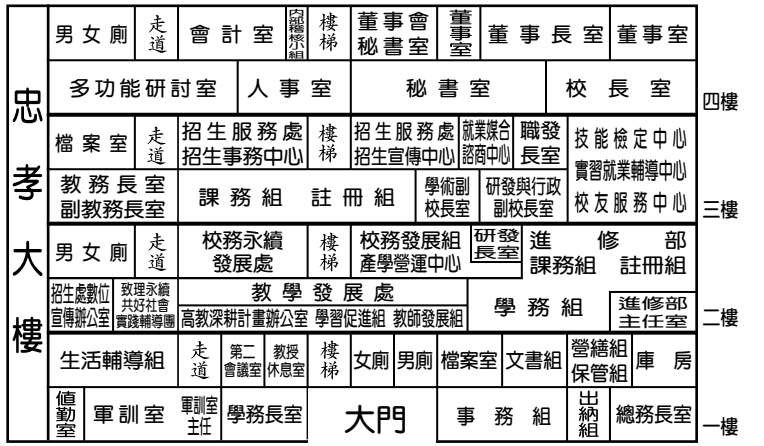 忠孝大樓
男女廁 走道 會計室 內部稽核小組 樓梯 董事會秘書室 董事室 董事長室 董事室
多功能研討室 人事室 秘書室 校長室
四樓
檔案室 走道 招生服務處招生事務中心 樓梯 招生服務處招生宣傳中心 就業媒合諮商中心 職發長室 技能檢定中心
實習就業輔導中心
校友服務中心
教務長室副教務長室 課務組 註冊組 學術副校長室 研發與行政副校長室
三樓
男女廁 走道 校務永續發展處 樓梯 校務發展組產學營運中心 研發長室 進修部
課務組 註冊組
招生處數位宣傳辦公室 致理永續共好社會實踐輔導團 教學發展處
高教深耕計畫辦公室 學習促進組 教師發展組
學務組 進修部主任室
二樓
生活輔導組 走道 第二會議室 教授休息室 樓梯 女廁 男廁 檔案室 文書組 營繕組保管組 庫房
值勤室 軍訓室 軍訓室主任 學務長室 大門 事務組 出納組 總務長室
一樓